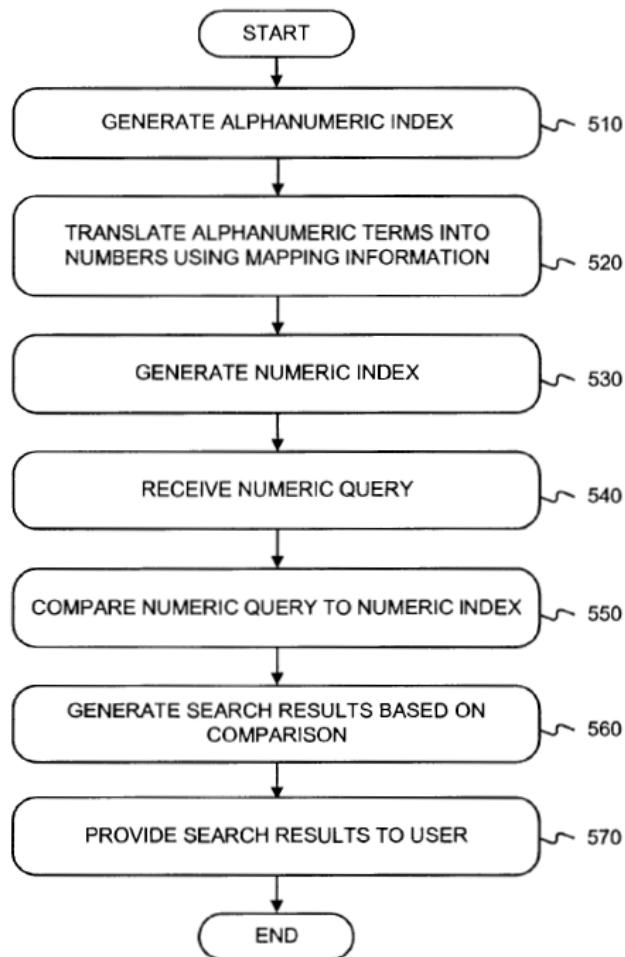 START
GENERATE ALPHANUMERIC INDEX
510
TRANSLATE ALPHANUMERIC TERMS INTO
NUMBERS USING MAPPING INFORMATION
520
GENERATE NUMERIC INDEX
530
RECEIVE NUMERIC QUERY
540
COMPARE NUMERIC QUERY TO NUMERIC INDEX
550
GENERATE SEARCH RESULTS BASED ON
COMPARISON
560
PROVIDE SEARCH RESULTS TO USER
570
END